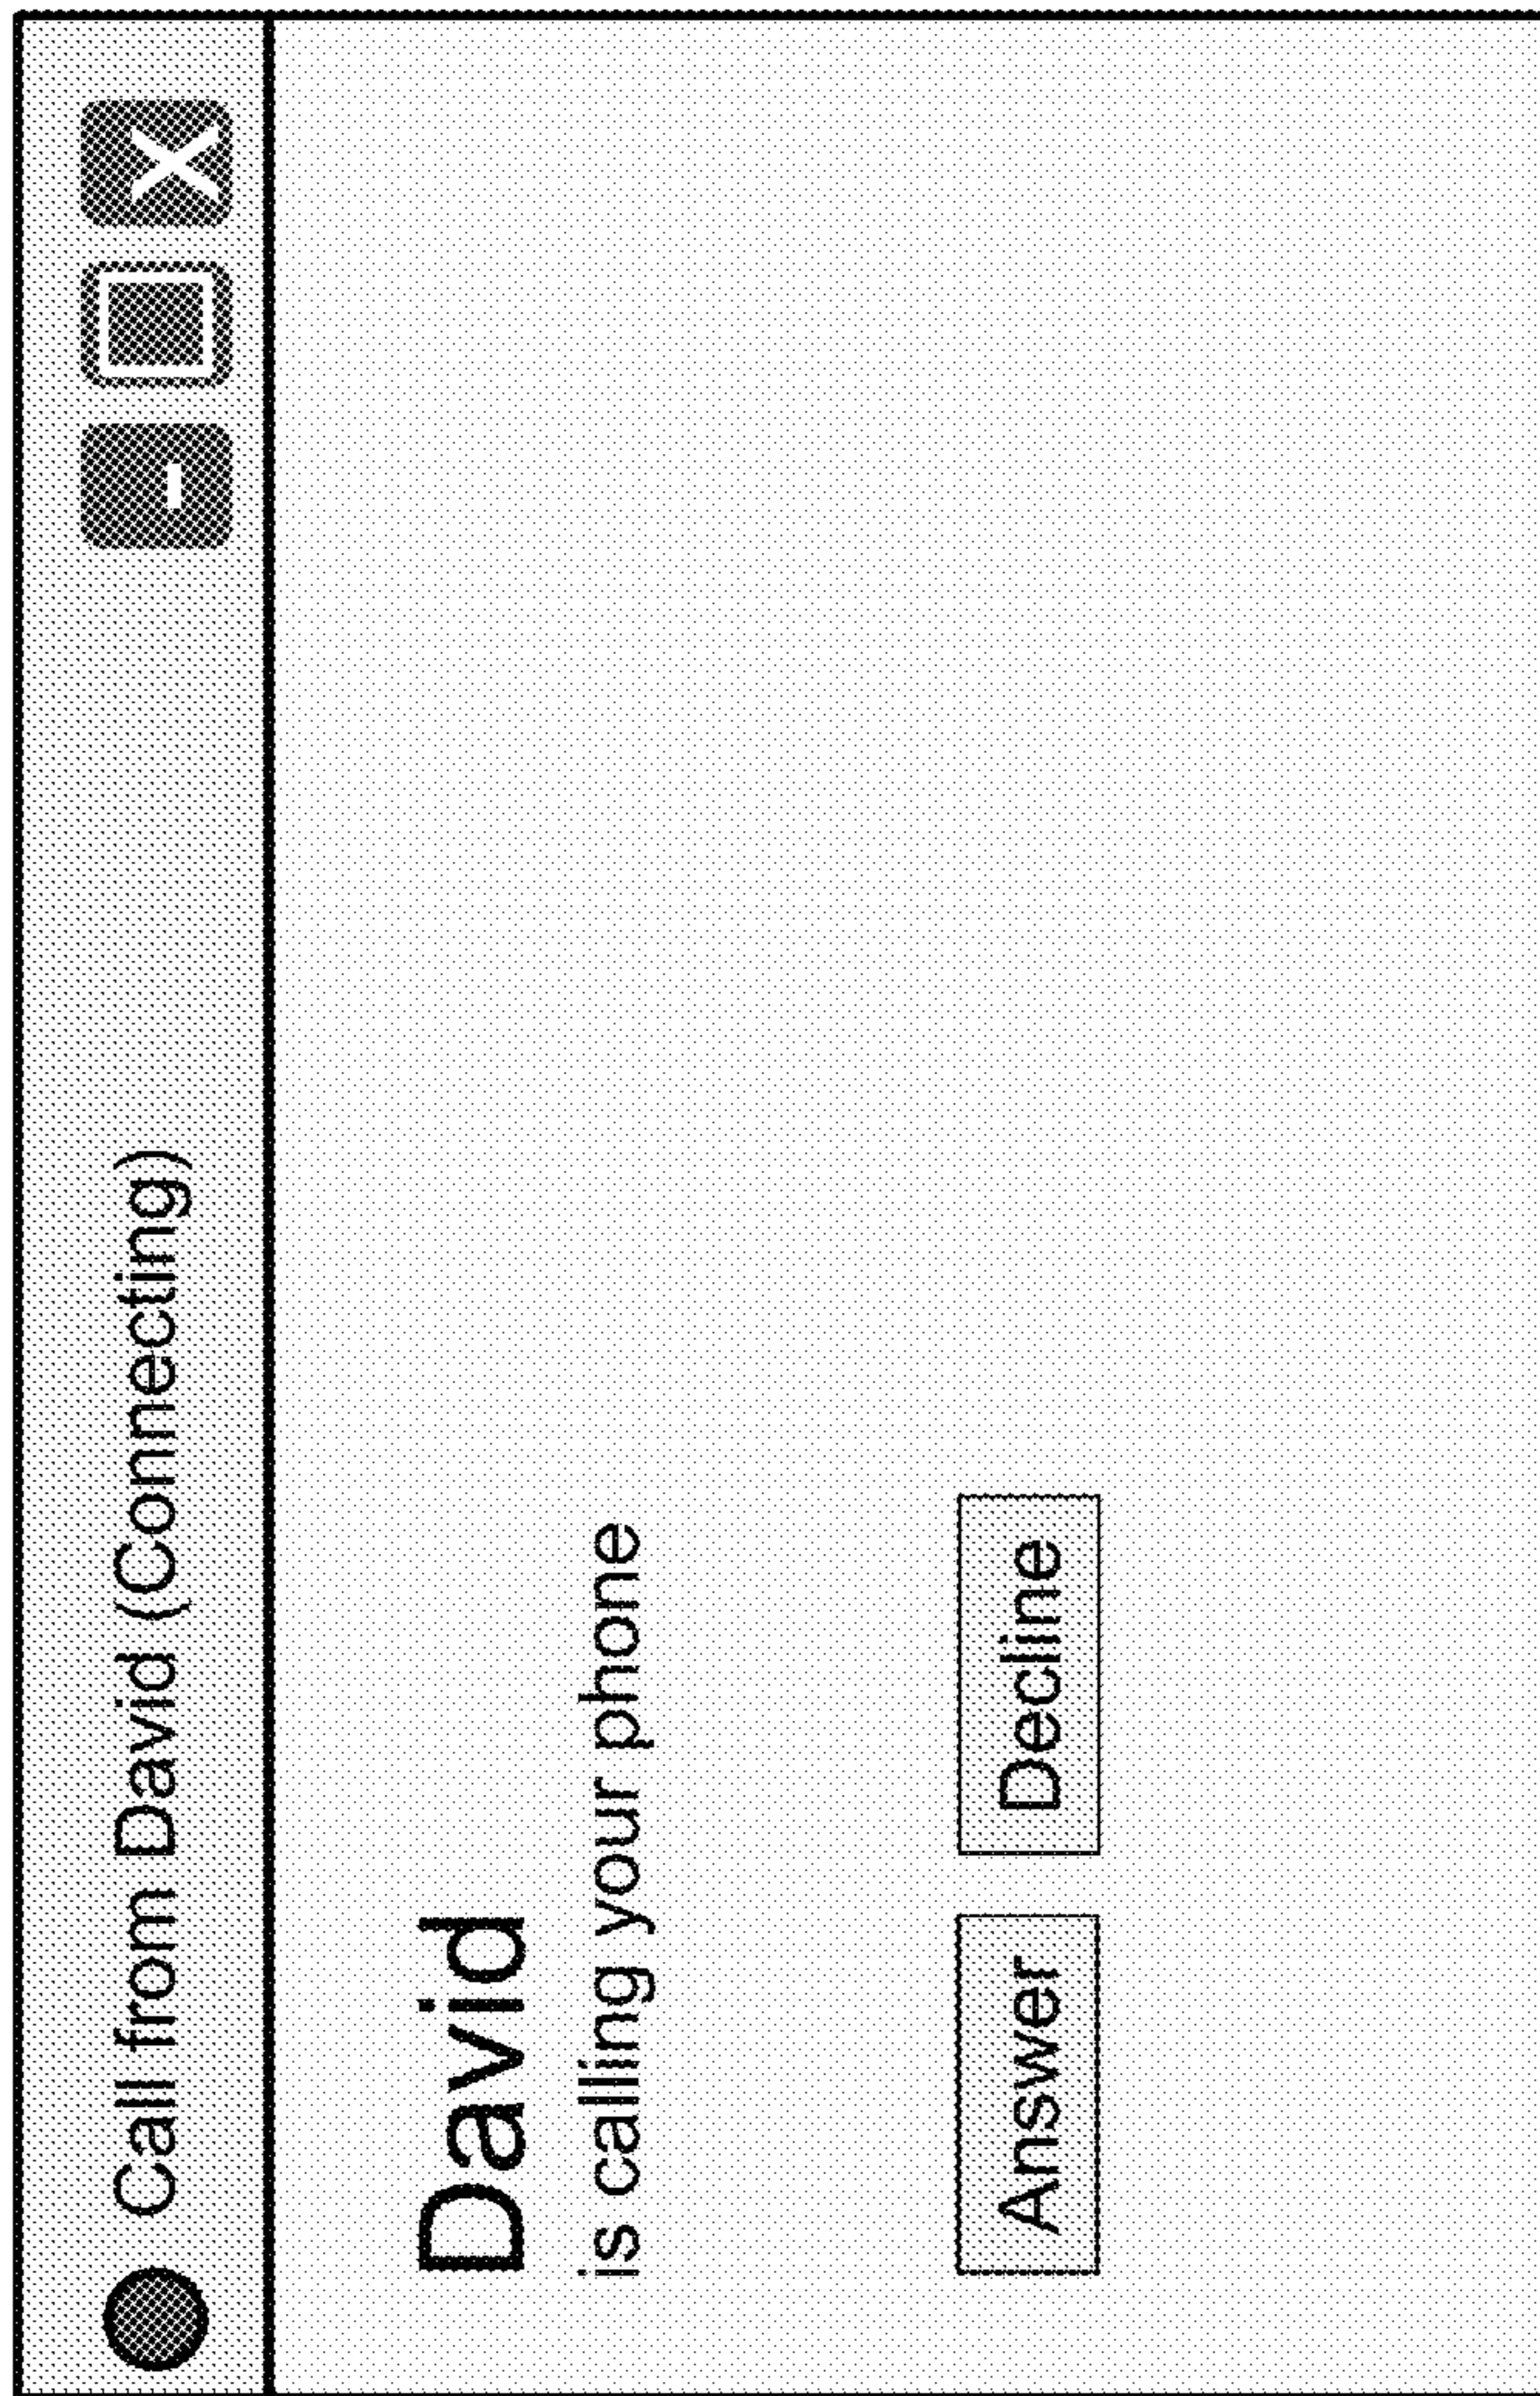 Call from David (Connecting) - X
David
is calling your phone
Answer Decline